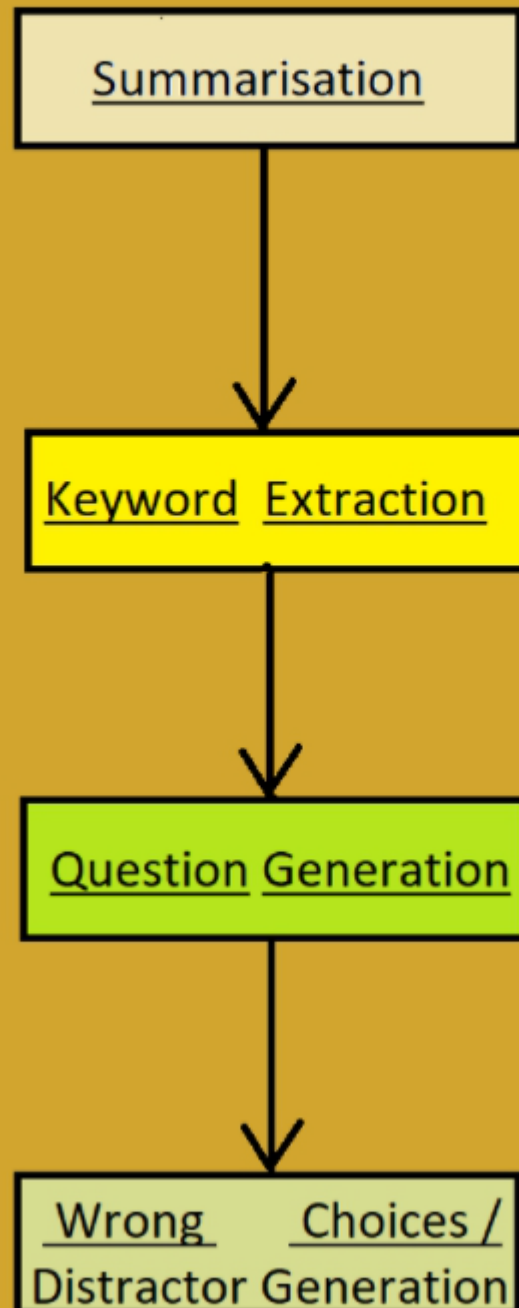 Summarisation
Keyword Extraction
Question Generation
Wrong Choices /
Distractor Generation